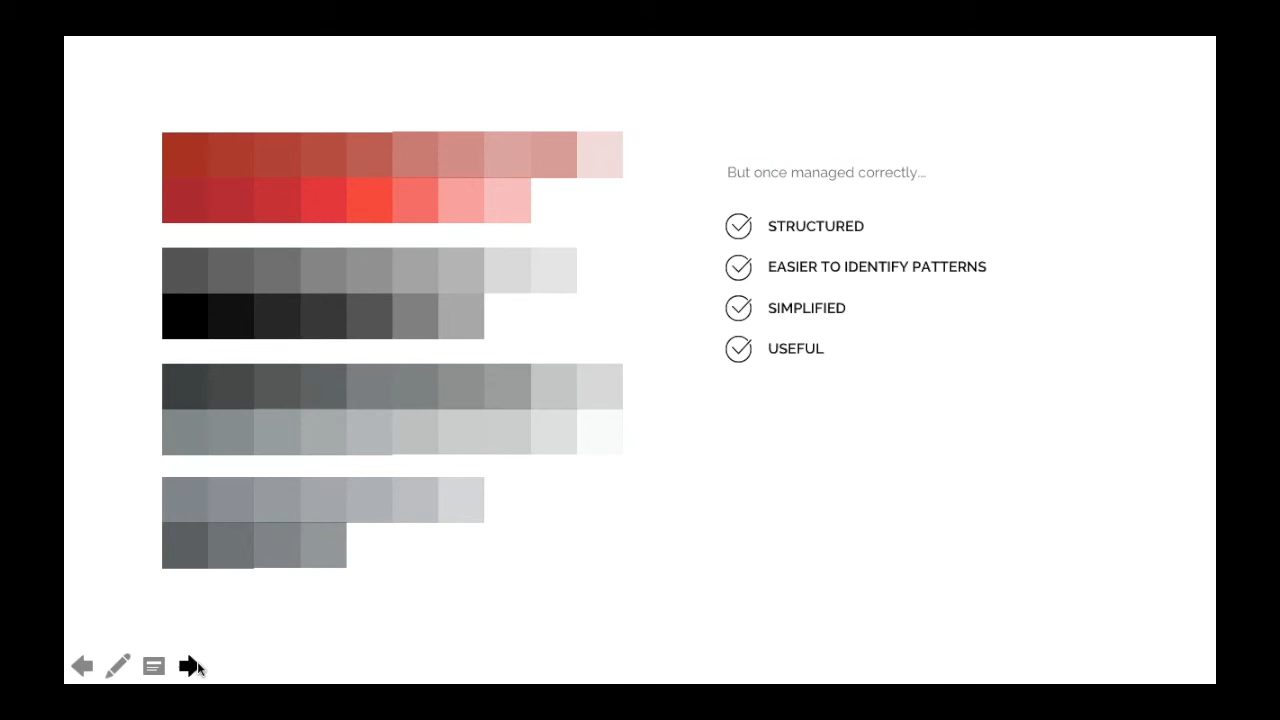 But once managed correctly...
STRUCTURED
EASIER TO IDENTIFY PATTERNS
SIMPLIFIED
USEFUL